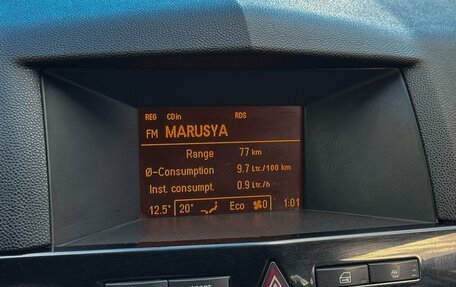 REG CDin RDS
FM MARUSYA
Range 77 km
Ø-Consumption 9.7 Ltr./100 km
Inst. consumpt. 0.9 Ltr./h
12.5° 20° Eco 0 1:01